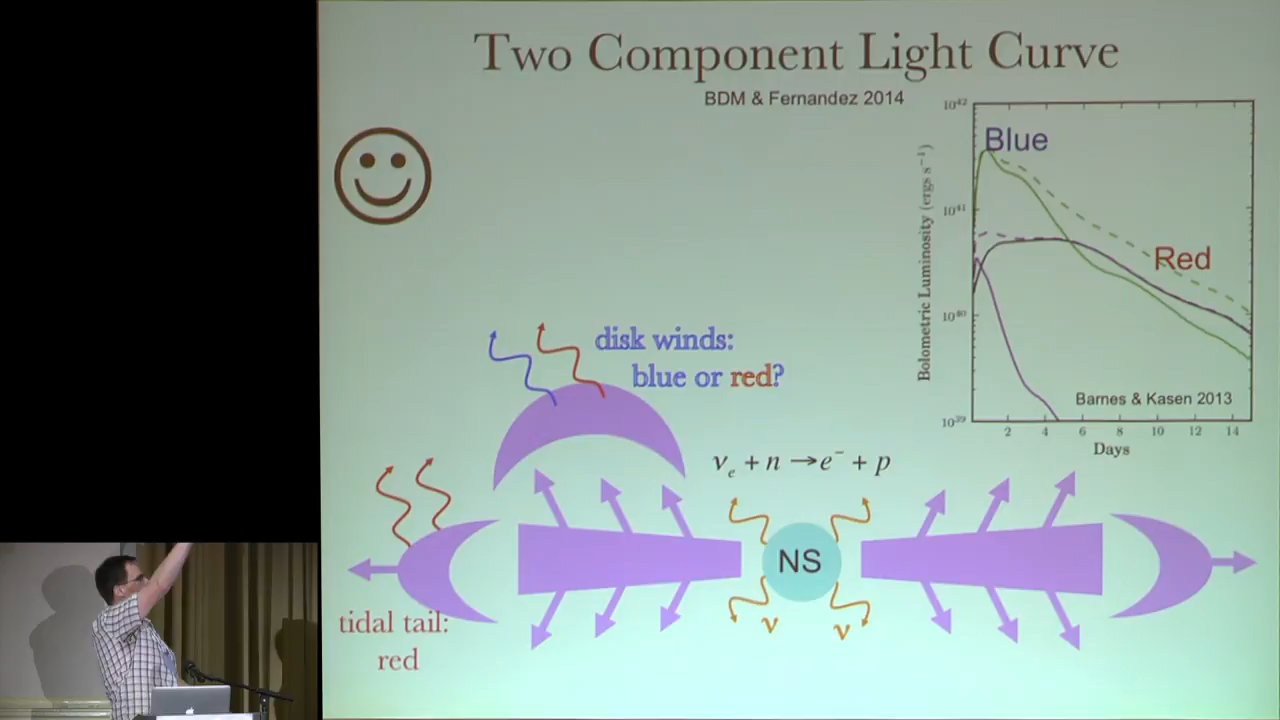 Two Component Light Curve
BDM & Fernandez 2014
10⁴²
Blue
10⁴¹
Red
10⁴⁰
Barnes & Kasen 2013
10³⁹
2 4 6 8 10 12 14
Days
Bolometric Luminosity (ergs s⁻¹)
disk winds:
blue or red?
νₑ + n → e⁻ + p
NS
ν ν
tidal tail:
red